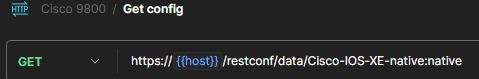 HTTP Cisco 9800 / Get config
GET https:// {{host}} /restconf/data/Cisco-IOS-XE-native:native